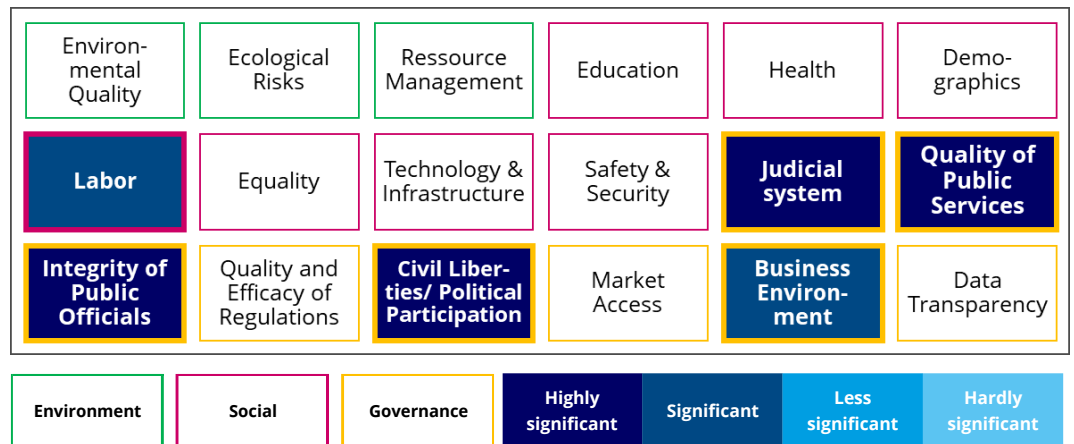 Environ-
mental
Quality
Ecological
Risks
Ressource
Management
Education
Health
Demo-
graphics
Labor
Equality
Technology &
Infrastructure
Safety &
Security
Judicial
system
Quality of
Public
Services
Integrity of
Public
Officials
Quality and
Efficacy of
Regulations
Civil Liber-
ties/ Political
Participation
Market
Access
Business
Environ-
ment
Data
Transparency
Environment
Social
Governance
Highly
significant
Significant
Less
significant
Hardly
significant